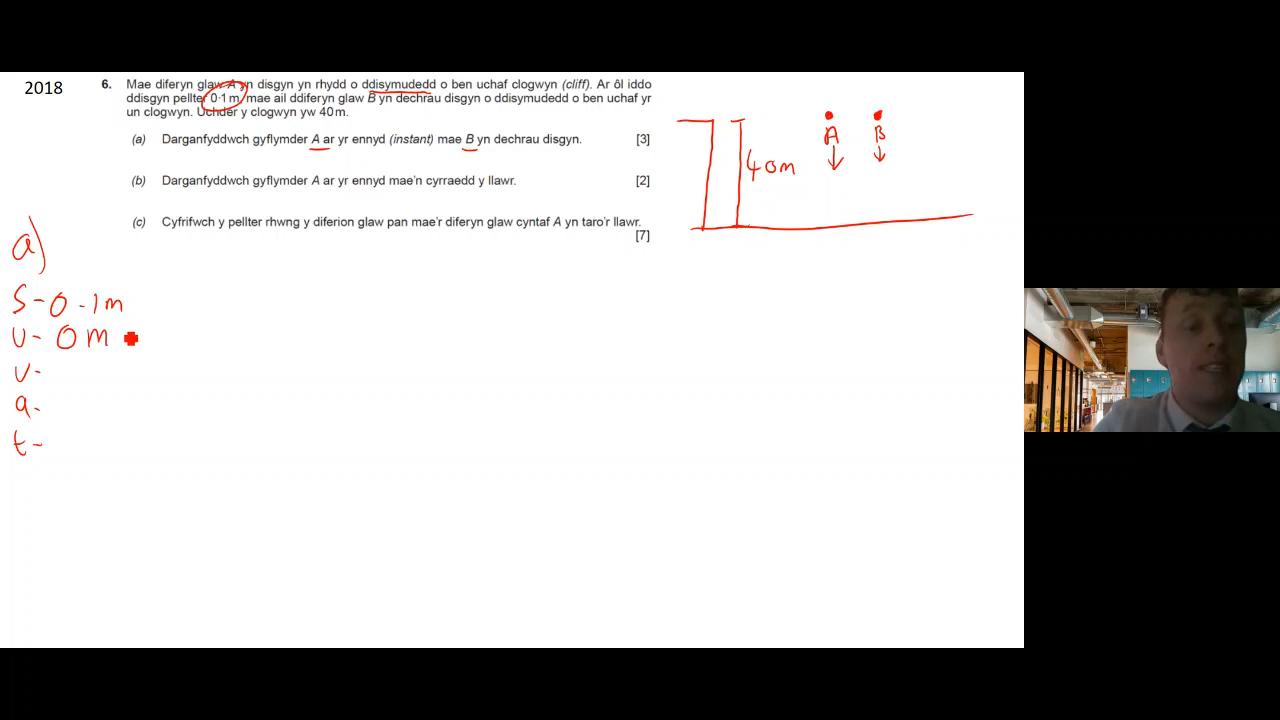 2018
6. Mae diferyn glaw A yn disgyn yn rhydd o ddisymudedd o ben uchaf clogwyn (cliff). Ar ôl iddo
ddisgyn pellter 0·1 m, mae ail ddiferyn glaw B yn dechrau disgyn o ddisymudedd o ben uchaf yr
un clogwyn. Uchder y clogwyn yw 40 m.
(a) Darganfyddwch gyflymder A ar yr ennyd (instant) mae B yn dechrau disgyn. [3]
(b) Darganfyddwch gyflymder A ar yr ennyd mae'n cyrraedd y llawr. [2]
(c) Cyfrifwch y pellter rhwng y diferion glaw pan mae'r diferyn glaw cyntaf A yn taro'r llawr.
[7]
A B
40m
a)
S - 0.1m
U - 0 m
V -
a -
t -